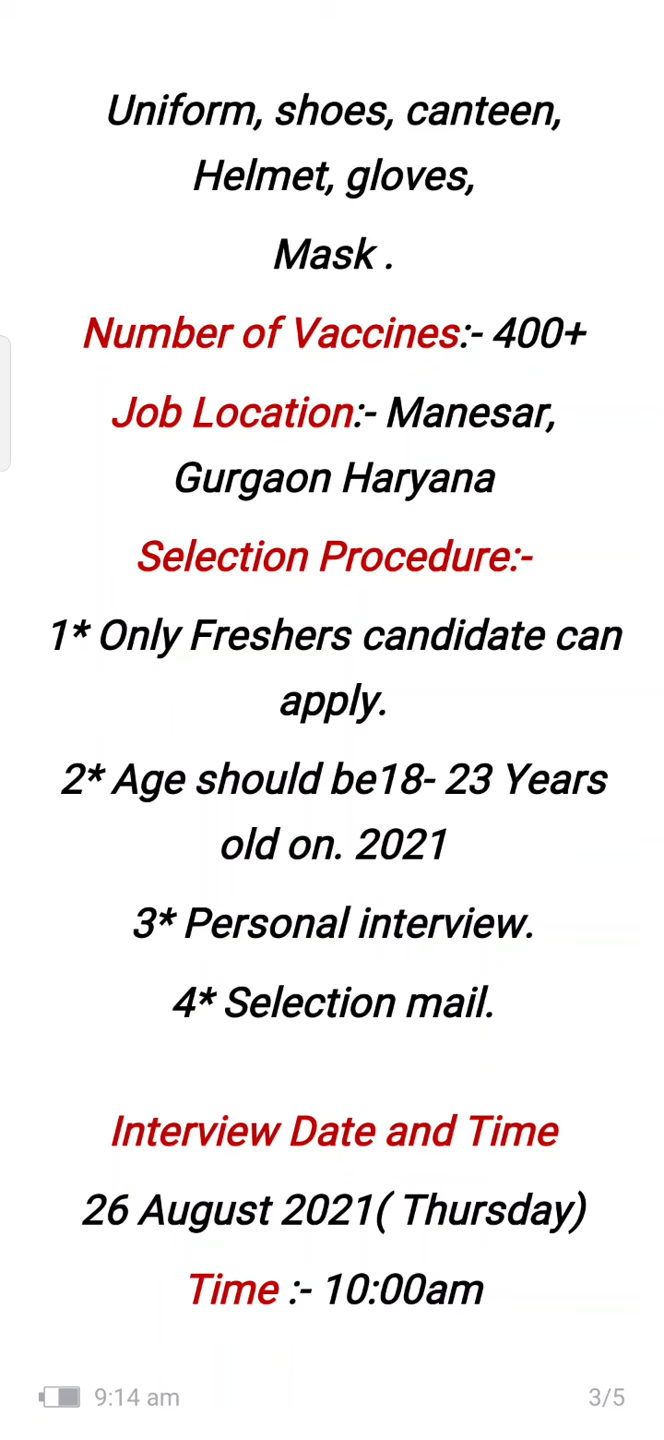 Uniform, shoes, canteen,
Helmet, gloves,
Mask .
Number of Vaccines:- 400+
Job Location:- Manesar,
Gurgaon Haryana
Selection Procedure:-
1* Only Freshers candidate can
apply.
2* Age should be18- 23 Years
old on. 2021
3* Personal interview.
4* Selection mail.
Interview Date and Time
26 August 2021( Thursday)
Time :- 10:00am
9:14 am 3/5